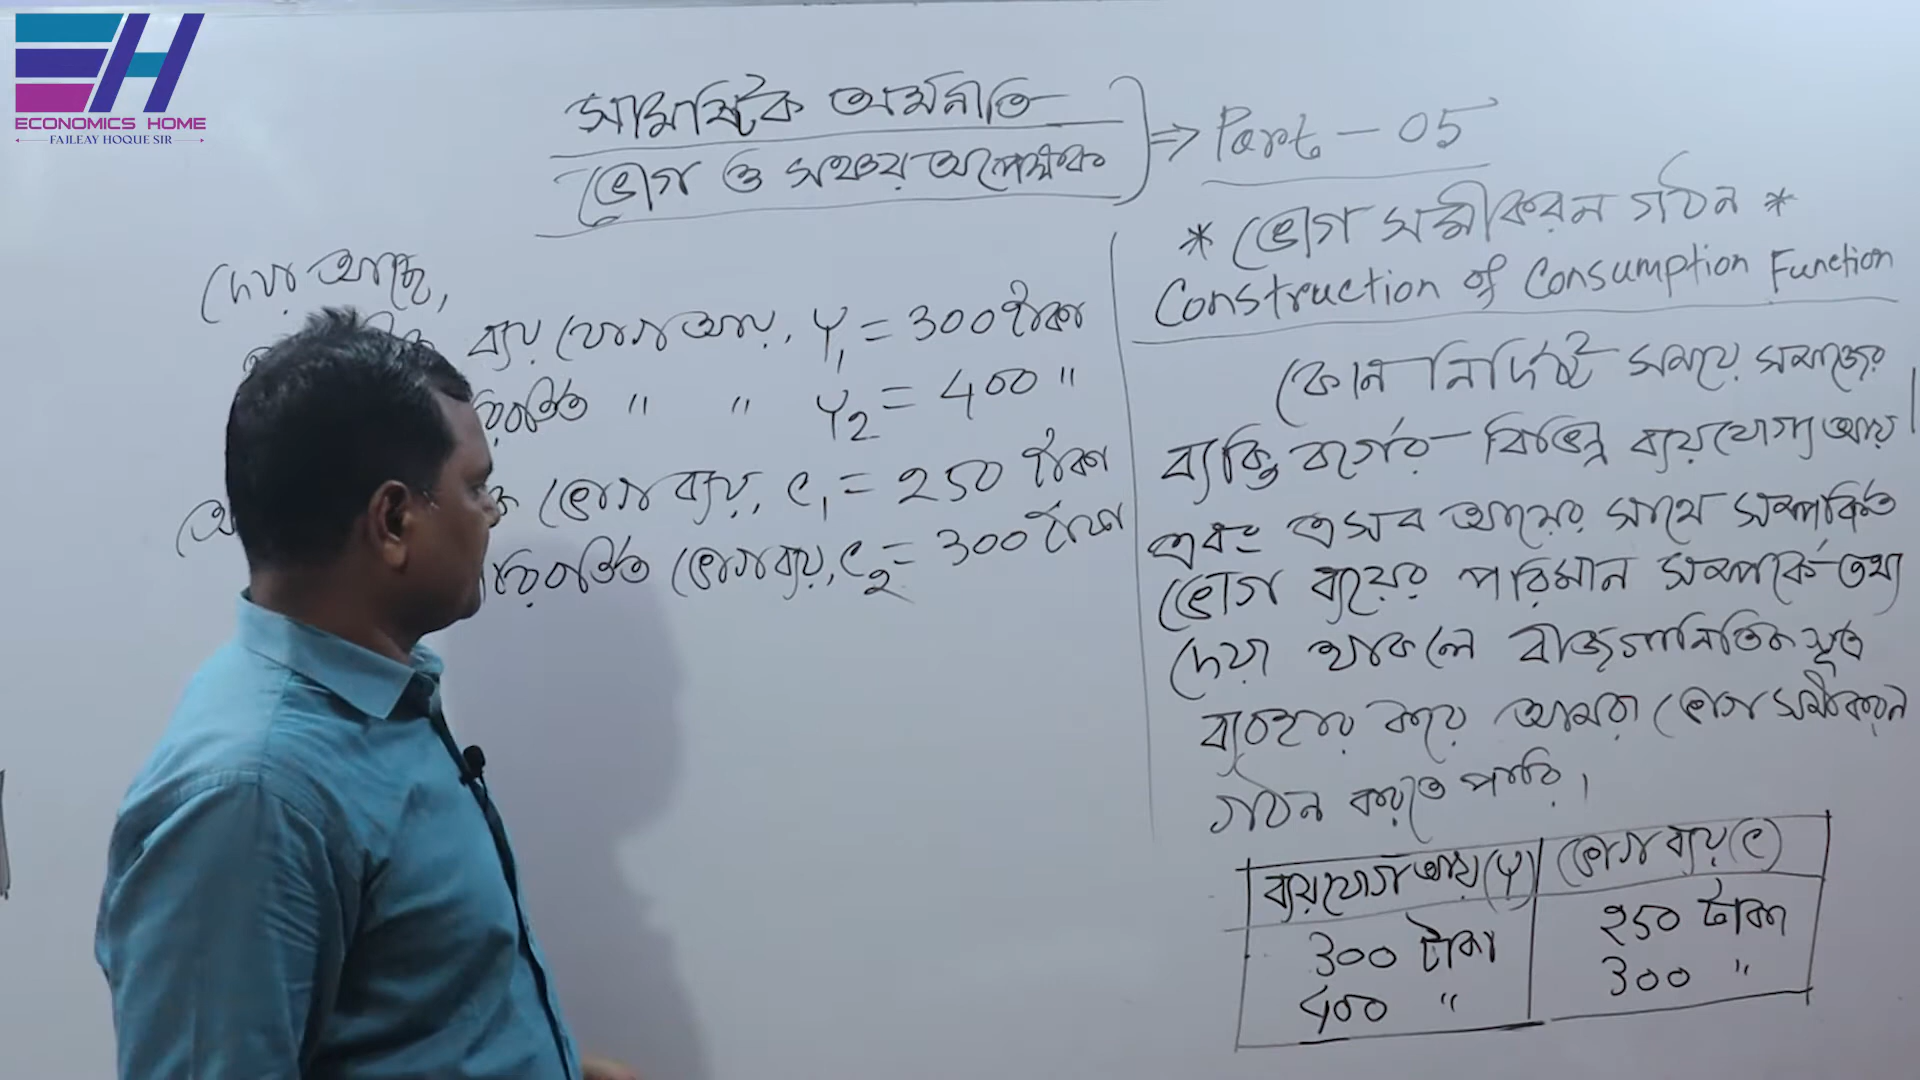 ECONOMICS HOME
FAJLEAY HOQUE SIR
সামষ্টিক অর্থনীতি
ভোগ ও সঞ্চয় অপেক্ষক
=> Part - 05
* ভোগ সমীকরন গঠন *
Construction of Consumption Function
কোন নির্দিষ্ট সময়ে সমাজের
ব্যক্তি বর্গের বিভিন্ন ব্যয়যোগ্য আয়
এবং এসব আয়ের সাথে সম্পর্কিত
ভোগ ব্যয়ের পরিমান সম্পর্কে তথ্য
দেয়া থাকলে বীজগানিতিক সূত্র
ব্যবহার করে আমরা ভোগ সমীকরন
গঠন করতে পারি।
ব্যয়যোগ্য আয় (Y) ভোগ ব্যয় (C)
300 টাকা 250 টাকা
400 " 300 "
দেয়া আছে,
ব্যয় যোগ্য আয়, Y1 = 300 টাকা
" " Y2 = 400 "
ভোগ ব্যয়, C1 = 250 টাকা
ভোগ ব্যয়, C2 = 300 টাকা